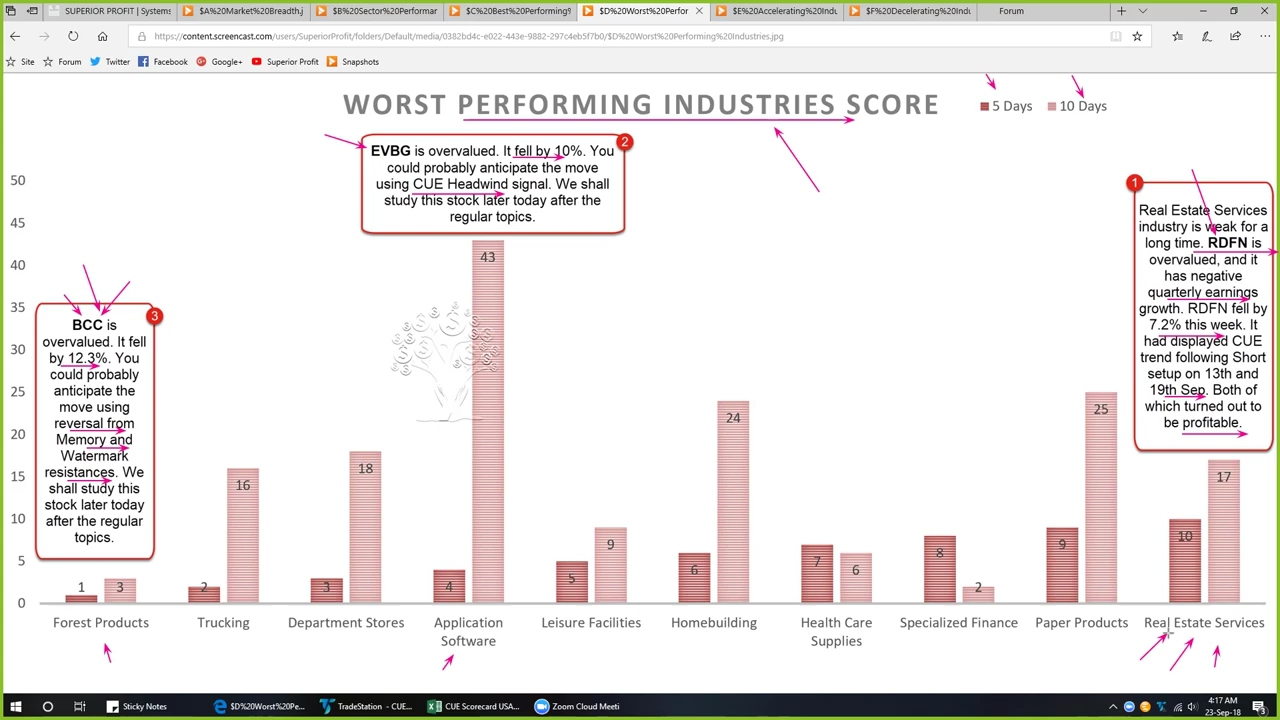 SUPERIOR PROFIT | Systems
$A%20Market%20Breadth.j
$B%20Sector%20Performar
$C%20Best%20Performing%
$D%20Worst%20Perfor
$E%20Accelerating%20Indu
$F%20Decelerating%20Indu
Forum
https://content.screencast.com/users/SuperiorProfit/folders/Default/media/0382bd4c-e022-443e-9882-297c4eb5f7b0/$D%20Worst%20Performing%20Industries.jpg
Site Forum Twitter Facebook Google+ Superior Profit Snapshots
WORST PERFORMING INDUSTRIES SCORE
5 Days 10 Days
2
EVBG is overvalued. It fell by 10%. You
could probably anticipate the move
using CUE Headwind signal. We shall
study this stock later today after the
regular topics.
1
Real Estate Services
industry is weak for a
long time. RDFN is
overvalued, and it
has negative
quarterly earnings
growth. RDFN fell by
7.2% this week. It
had displayed CUE
trend following Short
setup on 13th and
19th Sep. Both of
which turned out to
be profitable.
3
BCC is
overvalued. It fell
by 12.3%. You
could probably
anticipate the
move using
reversal from
Memory and
Watermark
resistances. We
shall study this
stock later today
after the regular
topics.
50
45
40
35
30
25
20
15
10
5
0
1 3
2 16
3 18
4 43
5 9
6 24
7 6
8 2
9 25
10 17
Forest Products
Trucking
Department Stores
Application
Software
Leisure Facilities
Homebuilding
Health Care
Supplies
Specialized Finance
Paper Products
Real Estate Services
Sticky Notes
$D%20Worst%20Pe...
TradeStation - CUE...
CUE Scorecard USA...
Zoom Cloud Meeti
4:17 AM
23-Sep-18
3